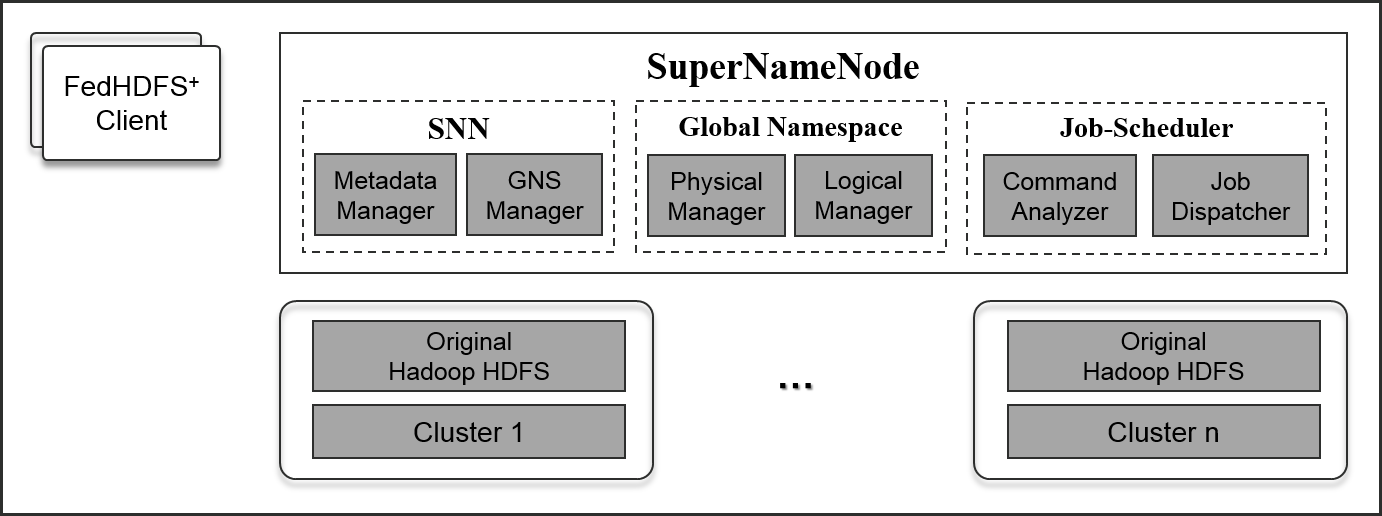 FedHDFS⁺
Client
SuperNameNode
SNN
Metadata
Manager
GNS
Manager
Global Namespace
Physical
Manager
Logical
Manager
Job-Scheduler
Command
Analyzer
Job
Dispatcher
Original
Hadoop HDFS
Cluster 1
...
Original
Hadoop HDFS
Cluster n